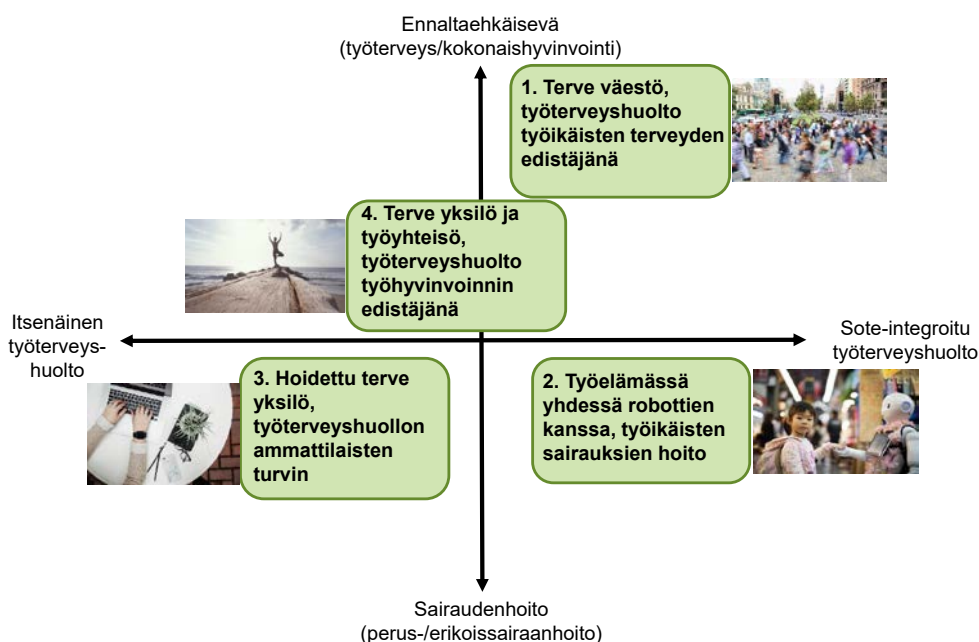 Ennaltaehkäisevä
(työterveys/kokonaishyvinvointi)
1. Terve väestö,
työterveyshuolto
työikäisten terveyden
edistäjänä
4. Terve yksilö ja
työyhteisö,
työterveyshuolto
työhyvinvoinnin
edistäjänä
Itsenäinen
työterveys-
huolto
Sote-integroitu
työterveyshuolto
3. Hoidettu terve
yksilö,
työterveyshuollon
ammattilaisten
turvin
2. Työelämässä
yhdessä robottien
kanssa, työikäisten
sairauksien hoito
Sairaudenhoito
(perus-/erikoissairaanhoito)